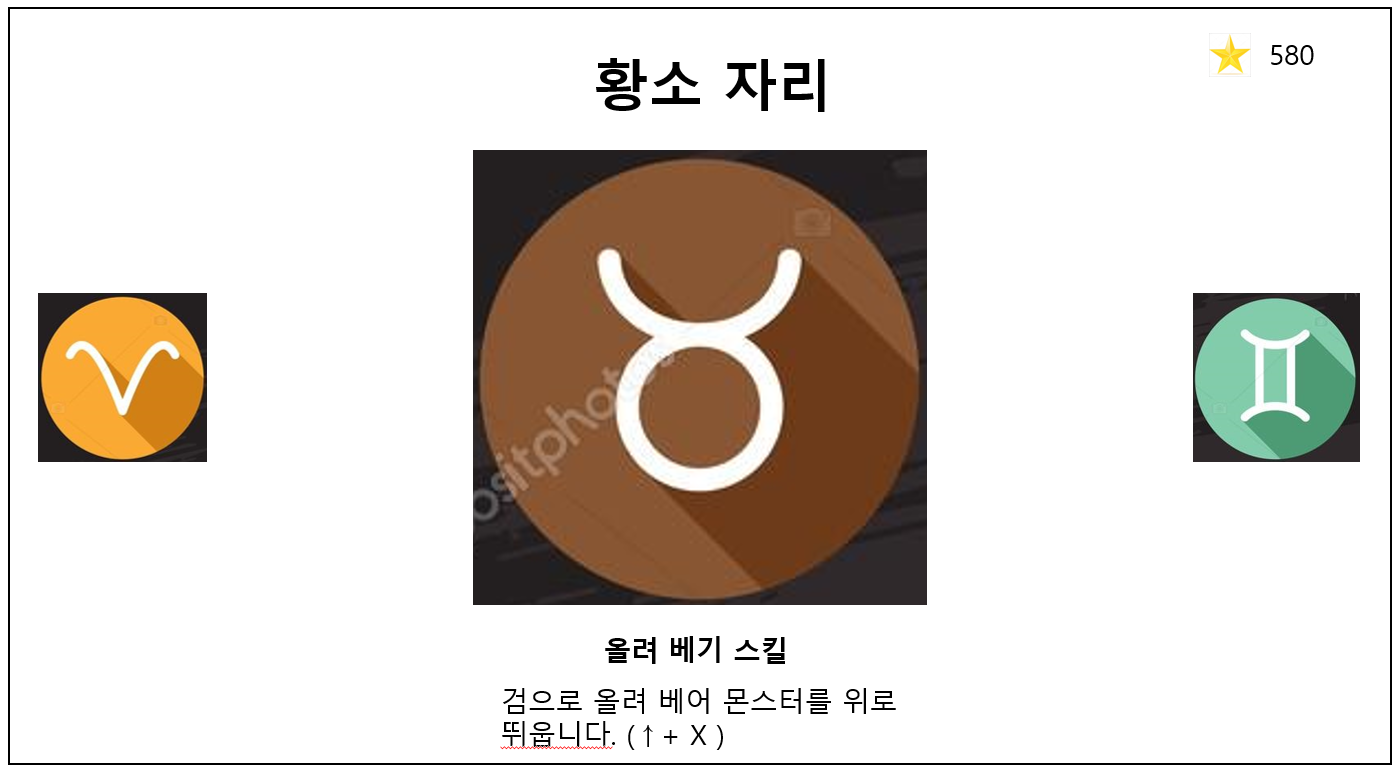 황소 자리
580
ositphotos
올려 베기 스킬
검으로 올려 베어 몬스터를 위로
띄웁니다. (↑+ X )